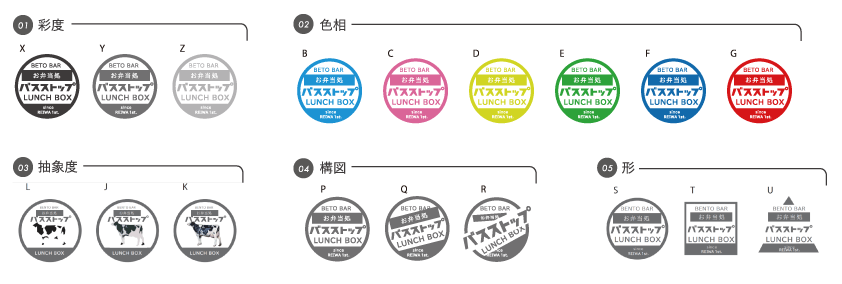 01 彩度
X Y Z
BETO BAR
お弁当処
バスストップ
LUNCH BOX
since
REIWA 1st.
BETO BAR
お弁当処
バスストップ
LUNCH BOX
since
REIWA 1st.
BETO BAR
お弁当処
バスストップ
LUNCH BOX
since
REIWA 1st.
02 色相
B C D E F G
BETO BAR
お弁当処
バスストップ
LUNCH BOX
since
REIWA 1st.
BETO BAR
お弁当処
バスストップ
LUNCH BOX
since
REIWA 1st.
BETO BAR
お弁当処
バスストップ
LUNCH BOX
since
REIWA 1st.
BETO BAR
お弁当処
バスストップ
LUNCH BOX
since
REIWA 1st.
BETO BAR
お弁当処
バスストップ
LUNCH BOX
since
REIWA 1st.
BETO BAR
お弁当処
バスストップ
LUNCH BOX
since
REIWA 1st.
03 抽象度
L J K
BETO BAR
お弁当処
バスストップ
LUNCH BOX
BETO BAR
お弁当処
バスストップ
LUNCH BOX
BETO BAR
お弁当処
バスストップ
LUNCH BOX
04 構図
P Q R
BENTO BAR
お弁当処
バスストップ
LUNCH BOX
since
REIWA 1st.
BENTO BAR
お弁当処
バスストップ
LUNCH BOX
since
REIWA 1st.
BENTO BAR
お弁当処
バスストップ
LUNCH BOX
since
REIWA 1st.
05 形
S T U
BENTO BAR
お弁当処
バスストップ
LUNCH BOX
since
REIWA 1st.
BENTO BAR
お弁当処
バスストップ
LUNCH BOX
since
REIWA 1st.
BENTO BAR
お弁当処
バスストップ
LUNCH BOX
since
REIWA 1st.